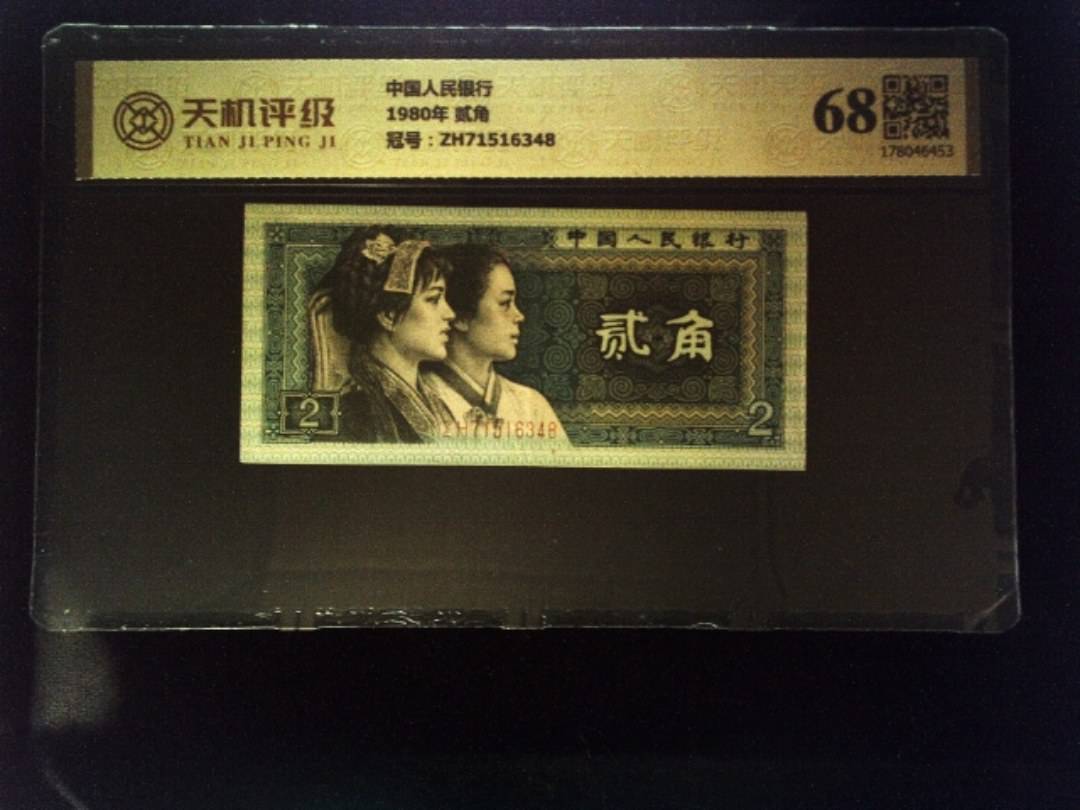 天机评级
TIAN JI PING JI
中国人民银行
1980年 贰角
冠号：ZH71516348
68
178046453
中国人民银行
贰角
2
2
ZH71516348